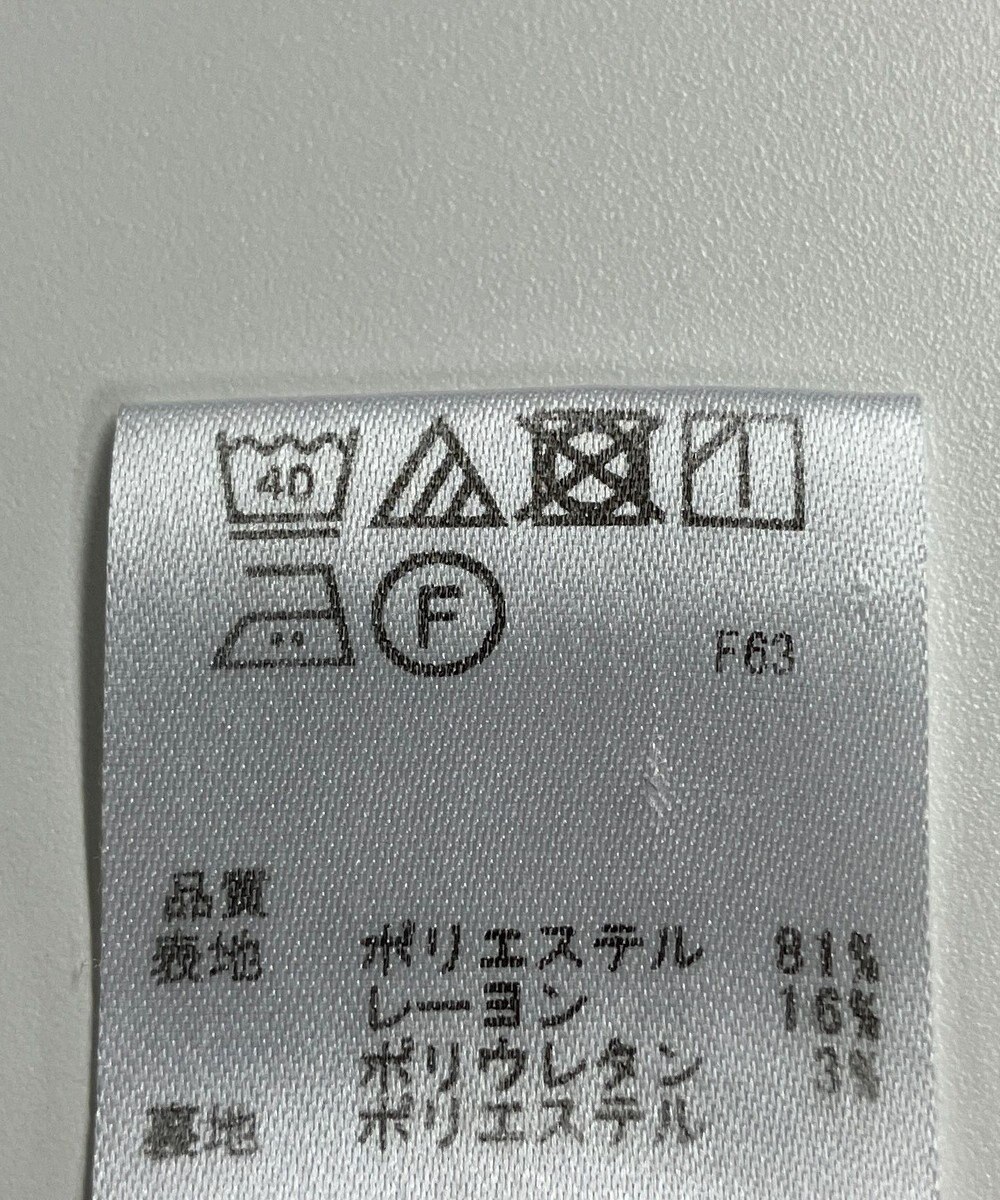 40
F
F63
品質
表地 ポリエステル 81%
レーヨン 16%
ポリウレタン 3%
裏地 ポリエステル